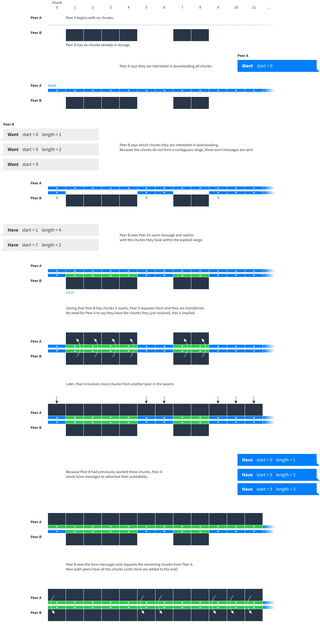 chunk
0 1 2 3 4 5 6 7 8 9 10 11 ...
Peer A
Peer A begins with no chunks.
Peer B
Peer B has six chunks already in storage.
Peer A
Peer A says they are interested in downloading all chunks.
Want start = 0
Want
Peer A
Peer B
Peer B
Want start = 0 length = 1
Want start = 5 length = 2
Want start = 9
Peer B says which chunks they are interested in downloading.
Because the chunks do not form a contiguous range, three want messages are sent.
Peer A
Peer B
0 5 9
Have start = 1 length = 4
Have start = 7 length = 2
Peer B sees Peer A's want message and replies
with the chunks they have within the wanted range.
Peer A
Peer B
Have
Seeing that Peer B has chunks it wants, Peer A requests them and they are transferred.
No need for Peer A to say they have the chunks they just received, this is implied.
Peer A
Peer B
Later, Peer A receives more chunks from another peer in the swarm.
Peer A
Peer B
Because Peer B had previously wanted these chunks, Peer A
sends more messages to advertise their availability.
Have start = 0 length = 1
Have start = 5 length = 2
Have start = 9 length = 3
Peer A
Peer B
Peer B sees the have messages and requests the remaining chunks from Peer A.
Now both peers have all the chunks (until more are added to the end).
Peer A
Peer B